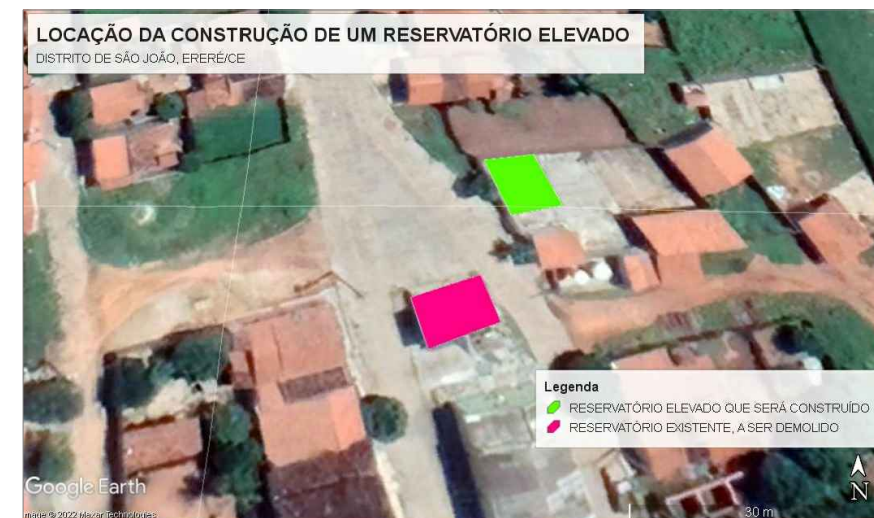 LOCAÇÃO DA CONSTRUÇÃO DE UM RESERVATÓRIO ELEVADO
DISTRITO DE SÃO JOÃO, ERERÉ/CE
Legenda
RESERVATÓRIO ELEVADO QUE SERÁ CONSTRUÍDO
RESERVATÓRIO EXISTENTE, A SER DEMOLIDO
Google Earth
N
mage © 2022 Maxar Technologies
30 m